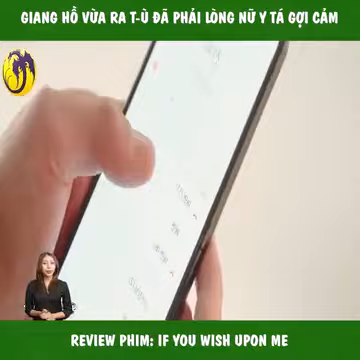 GIANG HỒ VỪA RA T-Ù ĐÃ PHẢI LÒNG NỮ Y TÁ GỢI CẢM
REVIEW PHIM: IF YOU WISH UPON ME